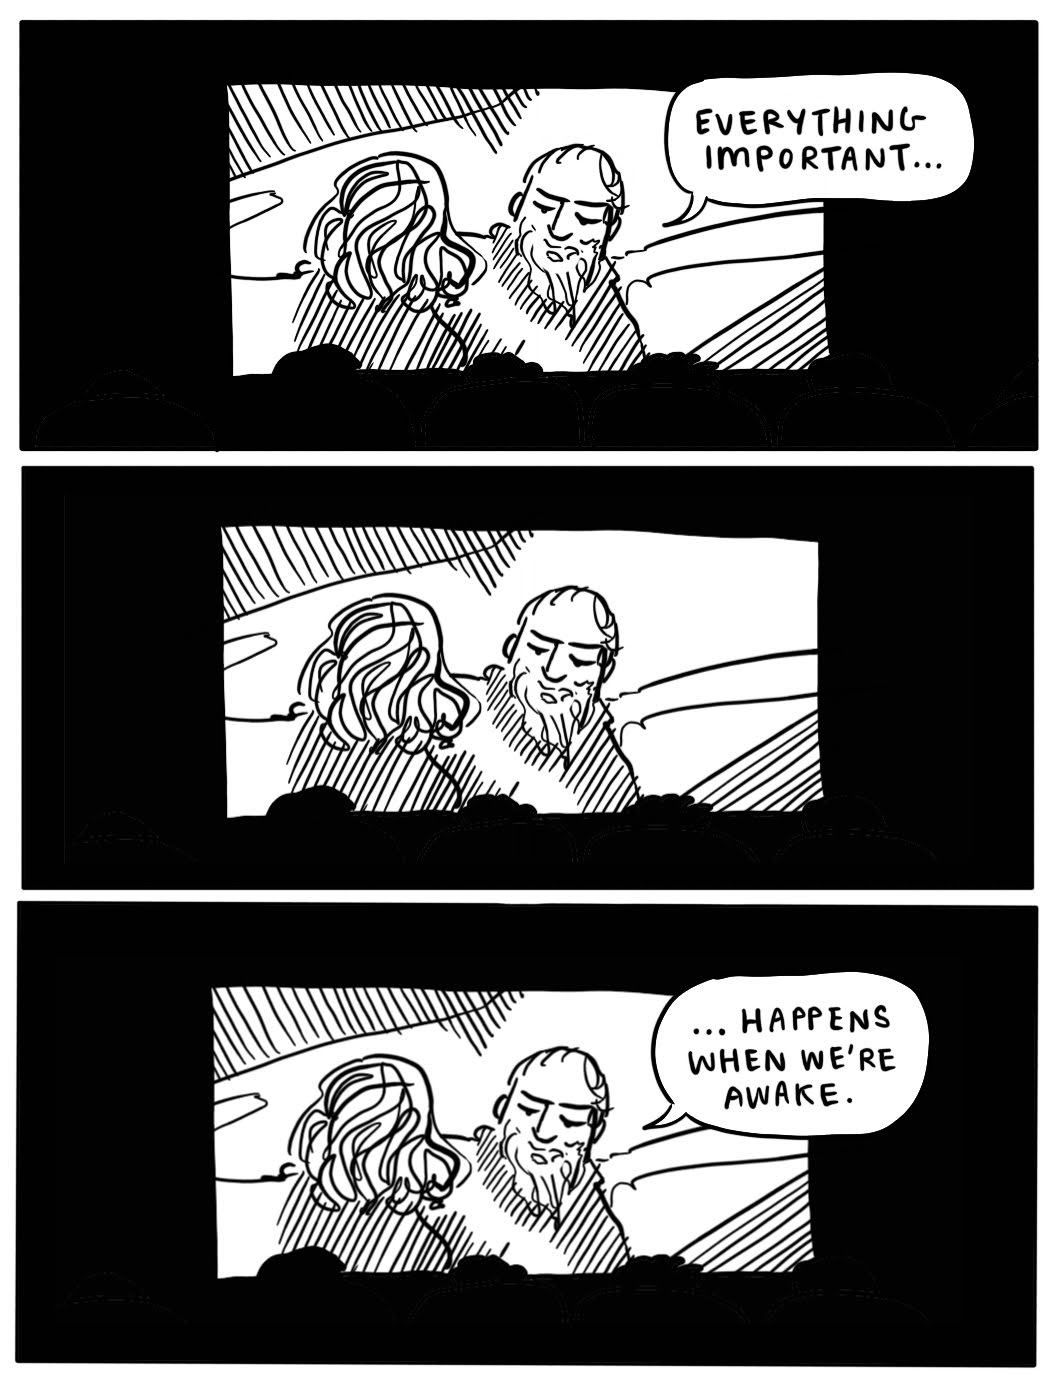 EVERYTHING
IMPORTANT...
... HAPPENS
WHEN WE'RE
AWAKE.